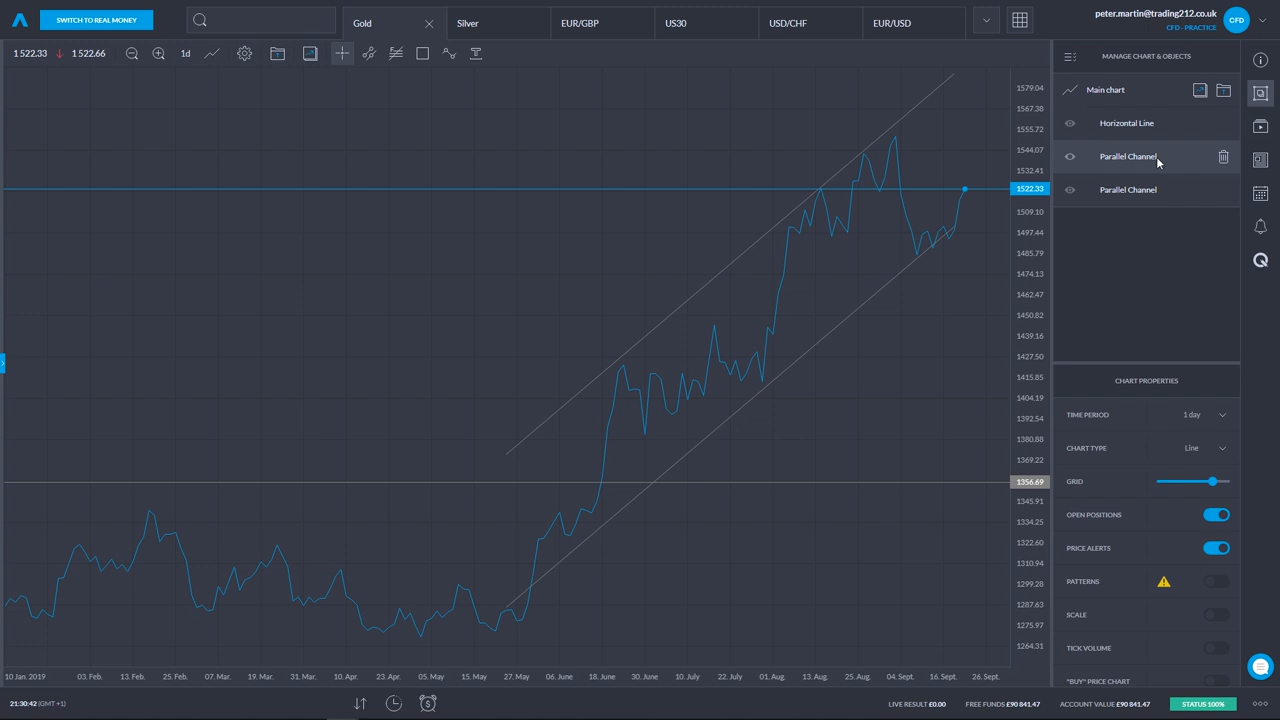 SWITCH TO REAL MONEY
Gold
Silver
EUR/GBP
US30
USD/CHF
EUR/USD
peter.martin@trading212.co.uk
CFD - PRACTICE
CFD
1 522.33 1 522.66
1d
MANAGE CHART & OBJECTS
Main chart
Horizontal Line
Parallel Channel
Parallel Channel
1579.04
1567.38
1555.72
1544.07
1532.41
1522.33
1509.10
1497.44
1485.79
1474.13
1462.47
1450.82
1439.16
1427.50
1415.85
1404.19
1392.54
1380.88
1369.22
1356.69
1345.91
1334.25
1322.60
1310.94
1299.28
1287.63
1275.97
1264.31
CHART PROPERTIES
TIME PERIOD 1 day
CHART TYPE Line
GRID
OPEN POSITIONS
PRICE ALERTS
PATTERNS
SCALE
TICK VOLUME
"BUY" PRICE CHART
10 Jan. 2019 03. Feb. 13. Feb. 25. Feb. 07. Mar. 19. Mar. 31. Mar. 10. Apr. 23. Apr. 05. May 15. May 27. May 06. June 18. June 30. June 10. July 22. July 01. Aug. 13. Aug. 25. Aug. 04. Sept. 16. Sept. 26. Sept.
21:30:42 (GMT +1)
LIVE RESULT £0.00 FREE FUNDS £90 841.47 ACCOUNT VALUE £90 841.47 STATUS 100%